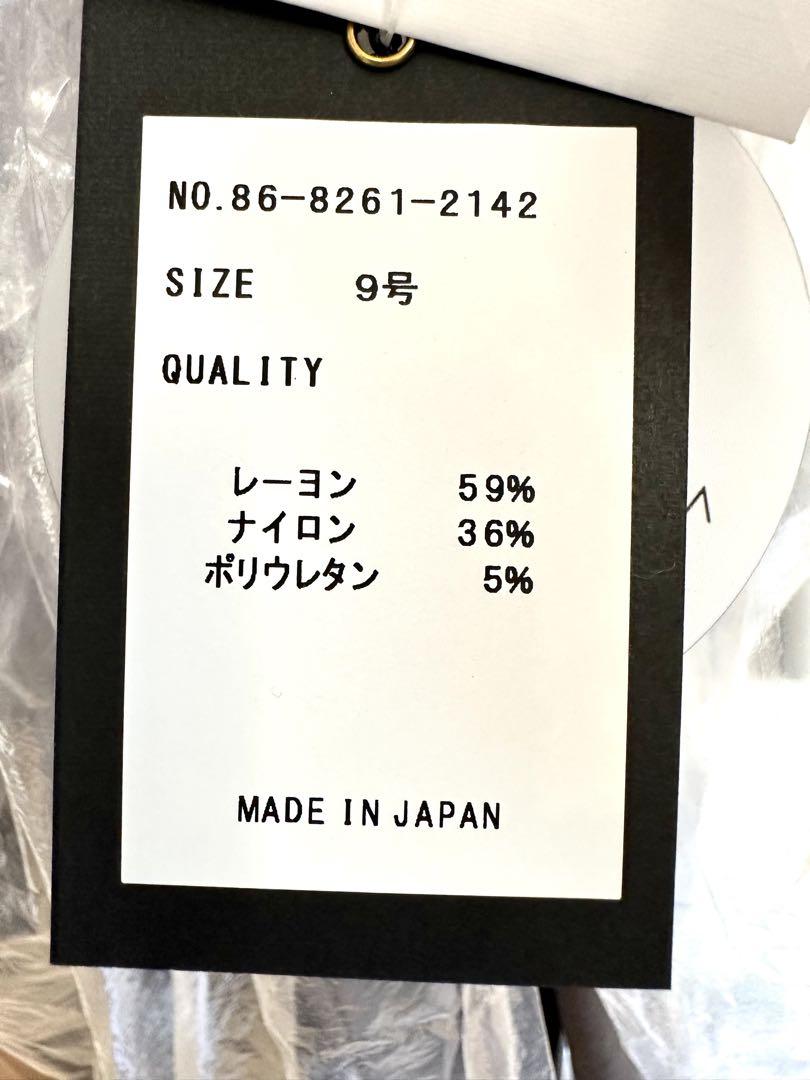 NO.86-8261-2142
SIZE 9号
QUALITY
レーヨン 59%
ナイロン 36%
ポリウレタン 5%
MADE IN JAPAN